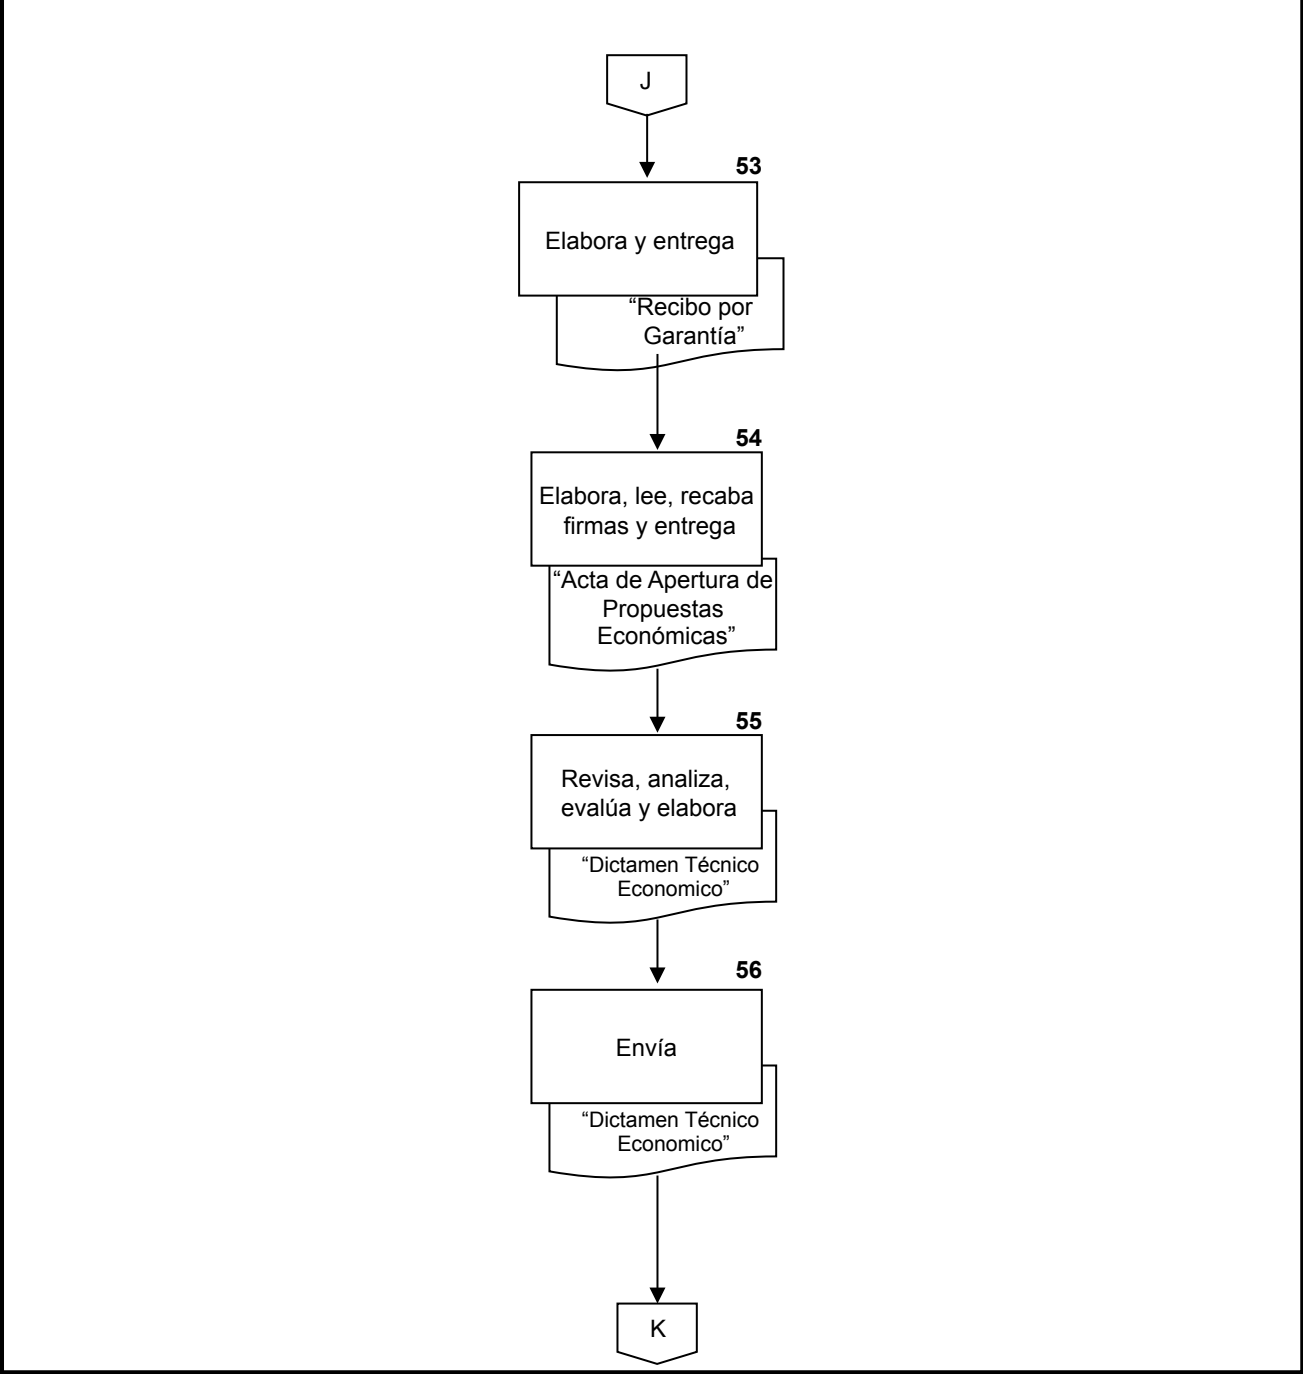 J
53
Elabora y entrega
“Recibo por
Garantía”
54
Elabora, lee, recaba
firmas y entrega
“Acta de Apertura de
Propuestas
Económicas”
55
Revisa, analiza,
evalúa y elabora
“Dictamen Técnico
Economico”
56
Envía
“Dictamen Técnico
Economico”
K